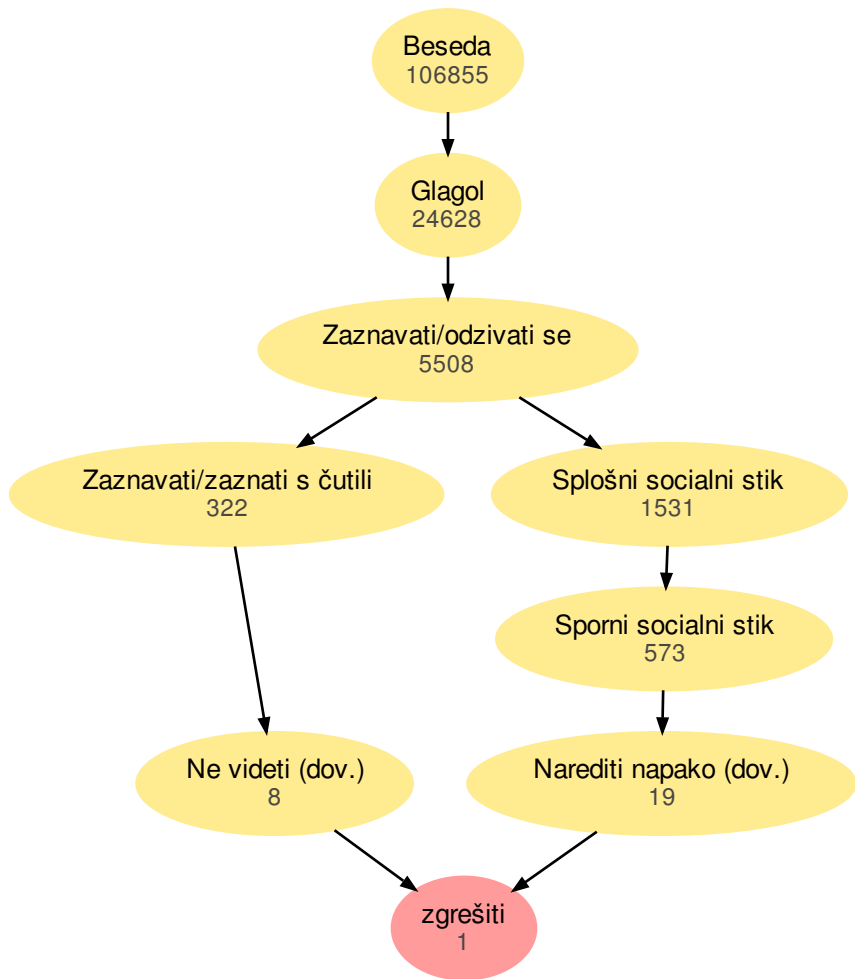 Beseda
106855
Glagol
24628
Zaznavati/odzivati se
5508
Zaznavati/zaznati s čutili
322
Splošni socialni stik
1531
Sporni socialni stik
573
Ne videti (dov.)
8
Narediti napako (dov.)
19
zgrešiti
1